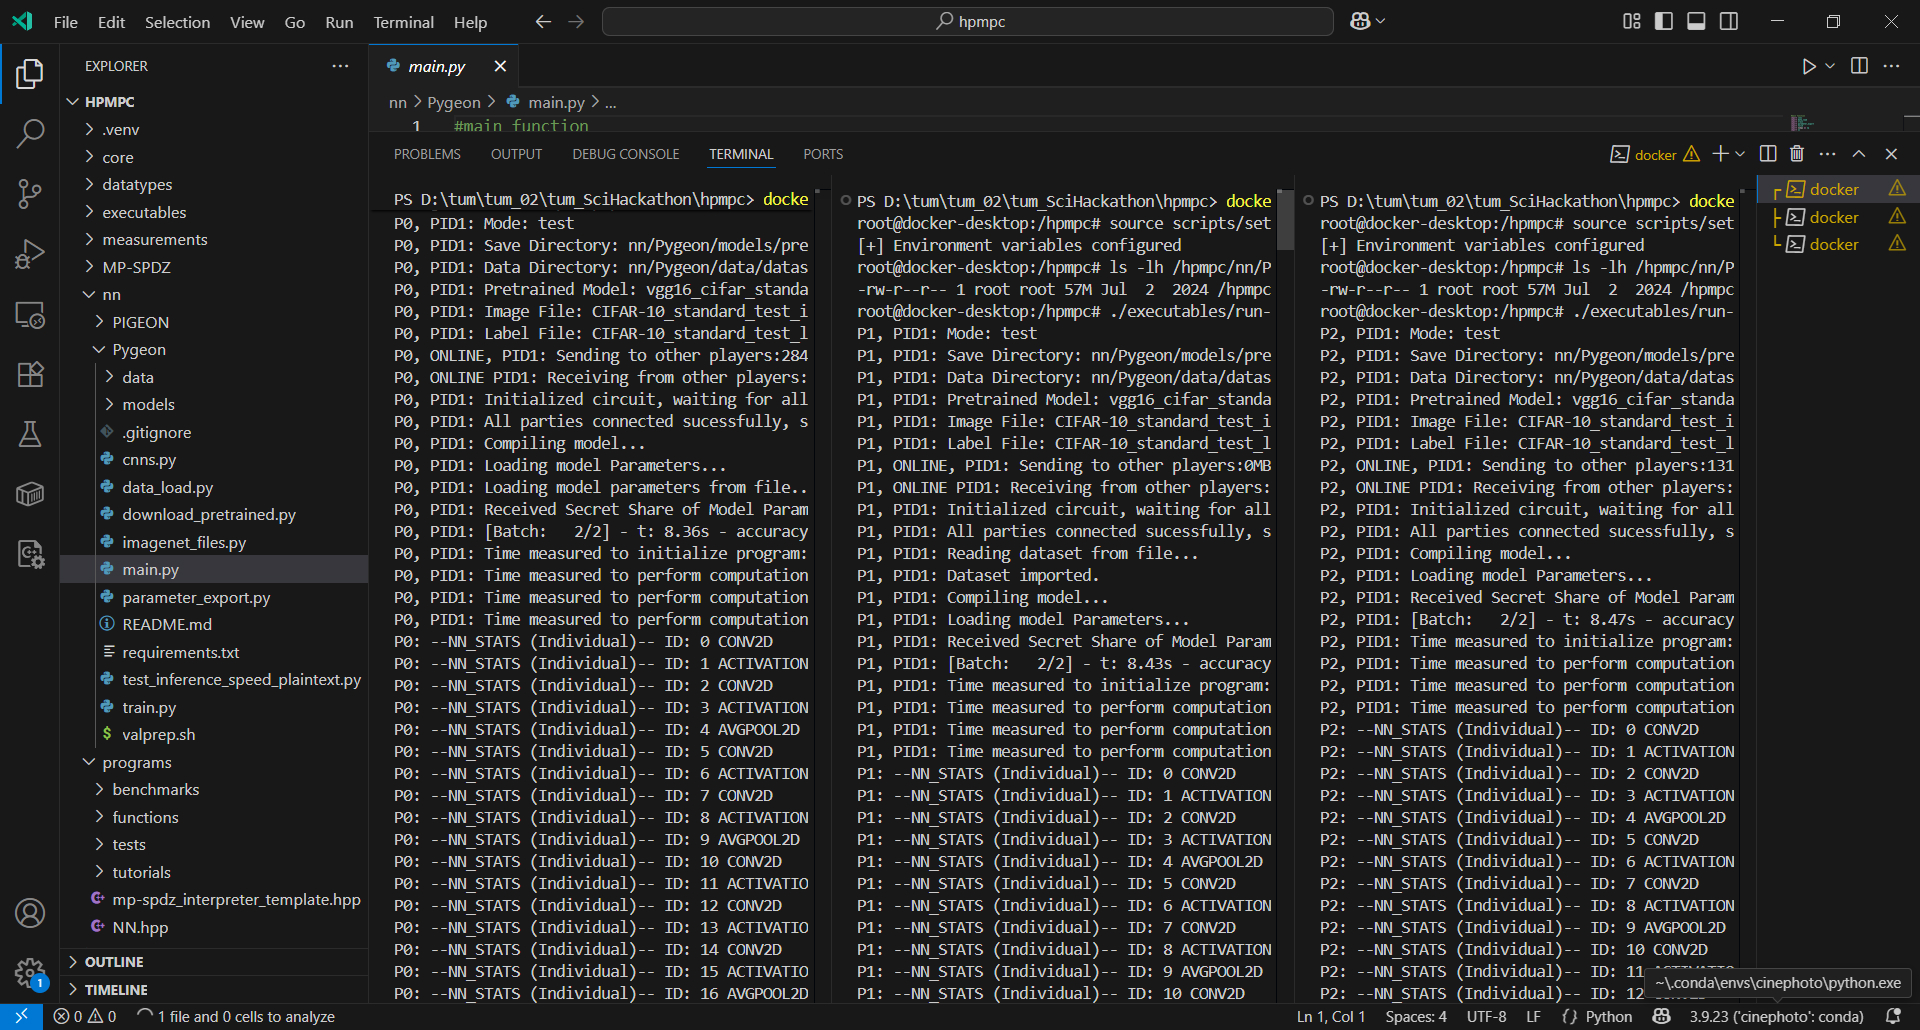 File Edit Selection View Go Run Terminal Help
hpmpc
EXPLORER
HPMPC
.venv
core
datatypes
executables
measurements
MP-SPDZ
nn
PIGEON
Pygeon
data
models
.gitignore
cnns.py
data_load.py
download_pretrained.py
imagenet_files.py
main.py
parameter_export.py
README.md
requirements.txt
test_inference_speed_plaintext.py
train.py
valprep.sh
programs
benchmarks
functions
tests
tutorials
mp-spdz_interpreter_template.hpp
NN.hpp
OUTLINE
TIMELINE
main.py
nn > Pygeon > main.py > ...
1 #main function
PROBLEMS OUTPUT DEBUG CONSOLE TERMINAL PORTS
docker
PS D:\tum\tum_02\tum_SciHackathon\hpmpc> docke
P0, PID1: Mode: test
P0, PID1: Save Directory: nn/Pygeon/models/pre
P0, PID1: Data Directory: nn/Pygeon/data/datas
P0, PID1: Pretrained Model: vgg16_cifar_standa
P0, PID1: Image File: CIFAR-10_standard_test_i
P0, PID1: Label File: CIFAR-10_standard_test_l
P0, ONLINE, PID1: Sending to other players:284
P0, ONLINE PID1: Receiving from other players:
P0, PID1: Initialized circuit, waiting for all
P0, PID1: All parties connected sucessfully, s
P0, PID1: Compiling model...
P0, PID1: Loading model Parameters...
P0, PID1: Loading model parameters from file..
P0, PID1: Received Secret Share of Model Param
P0, PID1: [Batch:   2/2] - t: 8.36s - accuracy
P0, PID1: Time measured to initialize program:
P0, PID1: Time measured to perform computation
P0, PID1: Time measured to perform computation
P0, PID1: Time measured to perform computation
P0: --NN_STATS (Individual)-- ID: 0 CONV2D
P0: --NN_STATS (Individual)-- ID: 1 ACTIVATION
P0: --NN_STATS (Individual)-- ID: 2 CONV2D
P0: --NN_STATS (Individual)-- ID: 3 ACTIVATION
P0: --NN_STATS (Individual)-- ID: 4 AVGPOOL2D
P0: --NN_STATS (Individual)-- ID: 5 CONV2D
P0: --NN_STATS (Individual)-- ID: 6 ACTIVATION
P0: --NN_STATS (Individual)-- ID: 7 CONV2D
P0: --NN_STATS (Individual)-- ID: 8 ACTIVATION
P0: --NN_STATS (Individual)-- ID: 9 AVGPOOL2D
P0: --NN_STATS (Individual)-- ID: 10 CONV2D
P0: --NN_STATS (Individual)-- ID: 11 ACTIVATIO
P0: --NN_STATS (Individual)-- ID: 12 CONV2D
P0: --NN_STATS (Individual)-- ID: 13 ACTIVATIO
P0: --NN_STATS (Individual)-- ID: 14 CONV2D
P0: --NN_STATS (Individual)-- ID: 15 ACTIVATIO
P0: --NN_STATS (Individual)-- ID: 16 AVGPOOL2D
PS D:\tum\tum_02\tum_SciHackathon\hpmpc> docke
root@docker-desktop:/hpmpc# source scripts/set
[+] Environment variables configured
root@docker-desktop:/hpmpc# ls -lh /hpmpc/nn/P
-rw-r--r-- 1 root root 57M Jul  2  2024 /hpmpc
root@docker-desktop:/hpmpc# ./executables/run-
P1, PID1: Mode: test
P1, PID1: Save Directory: nn/Pygeon/models/pre
P1, PID1: Data Directory: nn/Pygeon/data/datas
P1, PID1: Pretrained Model: vgg16_cifar_standa
P1, PID1: Image File: CIFAR-10_standard_test_i
P1, PID1: Label File: CIFAR-10_standard_test_l
P1, ONLINE, PID1: Sending to other players:0MB
P1, ONLINE PID1: Receiving from other players:
P1, PID1: Initialized circuit, waiting for all
P1, PID1: All parties connected sucessfully, s
P1, PID1: Reading dataset from file...
P1, PID1: Dataset imported.
P1, PID1: Compiling model...
P1, PID1: Loading model Parameters...
P1, PID1: Received Secret Share of Model Param
P1, PID1: [Batch:   2/2] - t: 8.43s - accuracy
P1, PID1: Time measured to initialize program:
P1, PID1: Time measured to perform computation
P1, PID1: Time measured to perform computation
P1, PID1: Time measured to perform computation
P1: --NN_STATS (Individual)-- ID: 0 CONV2D
P1: --NN_STATS (Individual)-- ID: 1 ACTIVATION
P1: --NN_STATS (Individual)-- ID: 2 CONV2D
P1: --NN_STATS (Individual)-- ID: 3 ACTIVATION
P1: --NN_STATS (Individual)-- ID: 4 AVGPOOL2D
P1: --NN_STATS (Individual)-- ID: 5 CONV2D
P1: --NN_STATS (Individual)-- ID: 6 ACTIVATION
P1: --NN_STATS (Individual)-- ID: 7 CONV2D
P1: --NN_STATS (Individual)-- ID: 8 ACTIVATION
P1: --NN_STATS (Individual)-- ID: 9 AVGPOOL2D
P1: --NN_STATS (Individual)-- ID: 10 CONV2D
PS D:\tum\tum_02\tum_SciHackathon\hpmpc> docke
root@docker-desktop:/hpmpc# source scripts/set
[+] Environment variables configured
root@docker-desktop:/hpmpc# ls -lh /hpmpc/nn/P
-rw-r--r-- 1 root root 57M Jul  2  2024 /hpmpc
root@docker-desktop:/hpmpc# ./executables/run-
P2, PID1: Mode: test
P2, PID1: Save Directory: nn/Pygeon/models/pre
P2, PID1: Data Directory: nn/Pygeon/data/datas
P2, PID1: Pretrained Model: vgg16_cifar_standa
P2, PID1: Image File: CIFAR-10_standard_test_i
P2, PID1: Label File: CIFAR-10_standard_test_l
P2, ONLINE, PID1: Sending to other players:131
P2, ONLINE PID1: Receiving from other players:
P2, PID1: Initialized circuit, waiting for all
P2, PID1: All parties connected sucessfully, s
P2, PID1: Compiling model...
P2, PID1: Loading model Parameters...
P2, PID1: Received Secret Share of Model Param
P2, PID1: [Batch:   2/2] - t: 8.47s - accuracy
P2, PID1: Time measured to initialize program:
P2, PID1: Time measured to perform computation
P2, PID1: Time measured to perform computation
P2, PID1: Time measured to perform computation
P2: --NN_STATS (Individual)-- ID: 0 CONV2D
P2: --NN_STATS (Individual)-- ID: 1 ACTIVATION
P2: --NN_STATS (Individual)-- ID: 2 CONV2D
P2: --NN_STATS (Individual)-- ID: 3 ACTIVATION
P2: --NN_STATS (Individual)-- ID: 4 AVGPOOL2D
P2: --NN_STATS (Individual)-- ID: 5 CONV2D
P2: --NN_STATS (Individual)-- ID: 6 ACTIVATION
P2: --NN_STATS (Individual)-- ID: 7 CONV2D
P2: --NN_STATS (Individual)-- ID: 8 ACTIVATION
P2: --NN_STATS (Individual)-- ID: 9 AVGPOOL2D
P2: --NN_STATS (Individual)-- ID: 10 CONV2D
P2: --NN_STATS (Individual)-- ID: 11
P2: --NN_STATS (Individual)-- ID: 12
docker
docker
docker
~\.conda\envs\cinephoto\python.exe
1
0 0 1 file and 0 cells to analyze
Ln 1, Col 1 Spaces: 4 UTF-8 LF {} Python 3.9.23 ('cinephoto': conda)